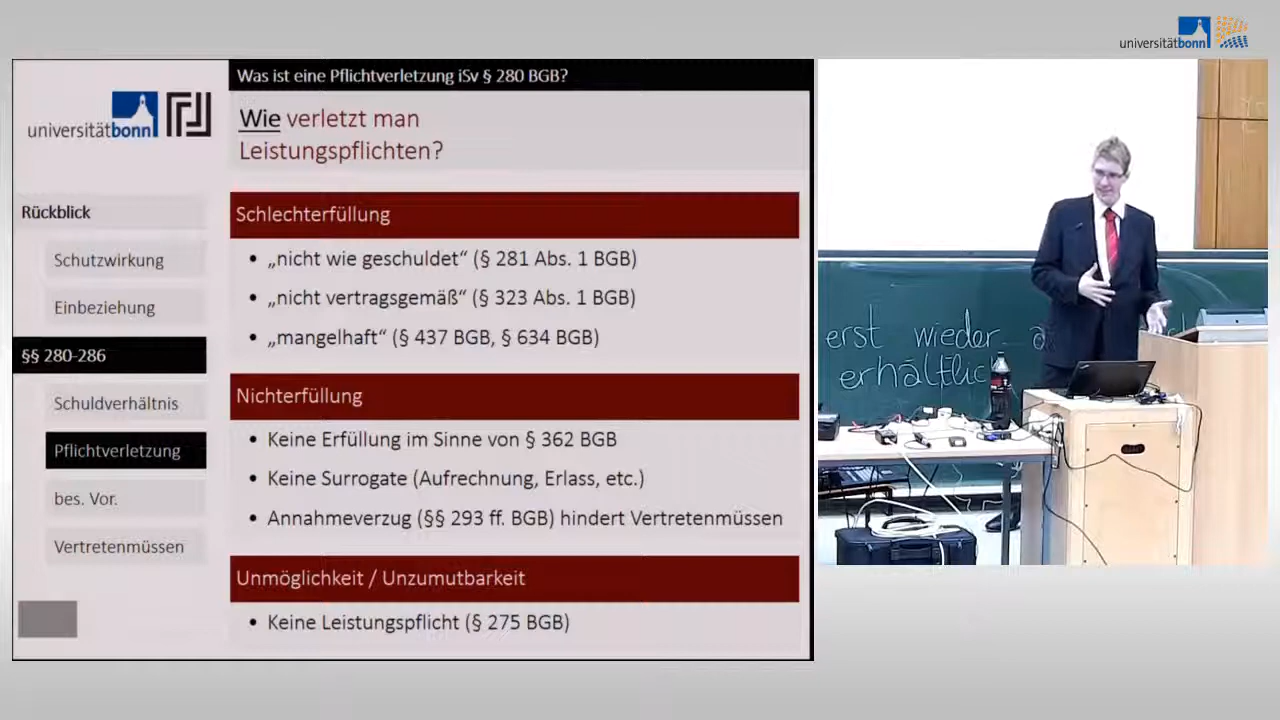 universitätbonn
Was ist eine Pflichtverletzung iSv § 280 BGB?
universitätbonn
Wie verletzt man
Leistungspflichten?
Rückblick
Schutzwirkung
Einbeziehung
§§ 280-286
Schuldverhältnis
Pflichtverletzung
bes. Vor.
Vertretenmüssen
Schlechterfüllung
• „nicht wie geschuldet“ (§ 281 Abs. 1 BGB)
• „nicht vertragsgemäß“ (§ 323 Abs. 1 BGB)
• „mangelhaft“ (§ 437 BGB, § 634 BGB)
Nichterfüllung
• Keine Erfüllung im Sinne von § 362 BGB
• Keine Surrogate (Aufrechnung, Erlass, etc.)
• Annahmeverzug (§§ 293 ff. BGB) hindert Vertretenmüssen
Unmöglichkeit / Unzumutbarkeit
• Keine Leistungspflicht (§ 275 BGB)
erst wieder
erhältlic